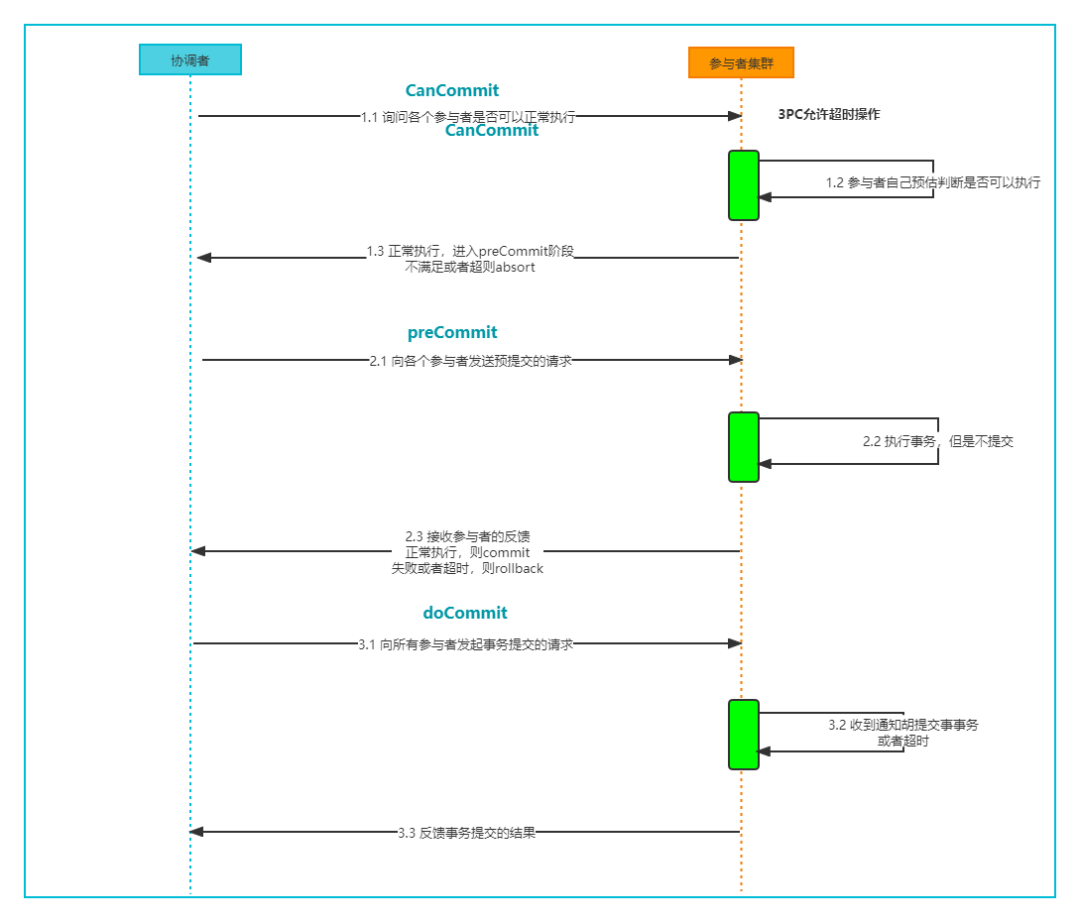 协调者
参与者集群
CanCommit
1.1 询问各个参与者是否可以正常执行
3PC允许超时操作
CanCommit
1.2 参与者自己预估判断是否可以执行
1.3 正常执行，进入preCommit阶段
不满足或者超则absort
preCommit
2.1 向各个参与者发送预提交的请求
2.2 执行事务，但是不提交
2.3 接收参与者的反馈
正常执行，则commit
失败或者超时，则rollback
doCommit
3.1 向所有参与者发起事务提交的请求
3.2 收到通知胡提交事事务
或者超时
3.3 反馈事务提交的结果